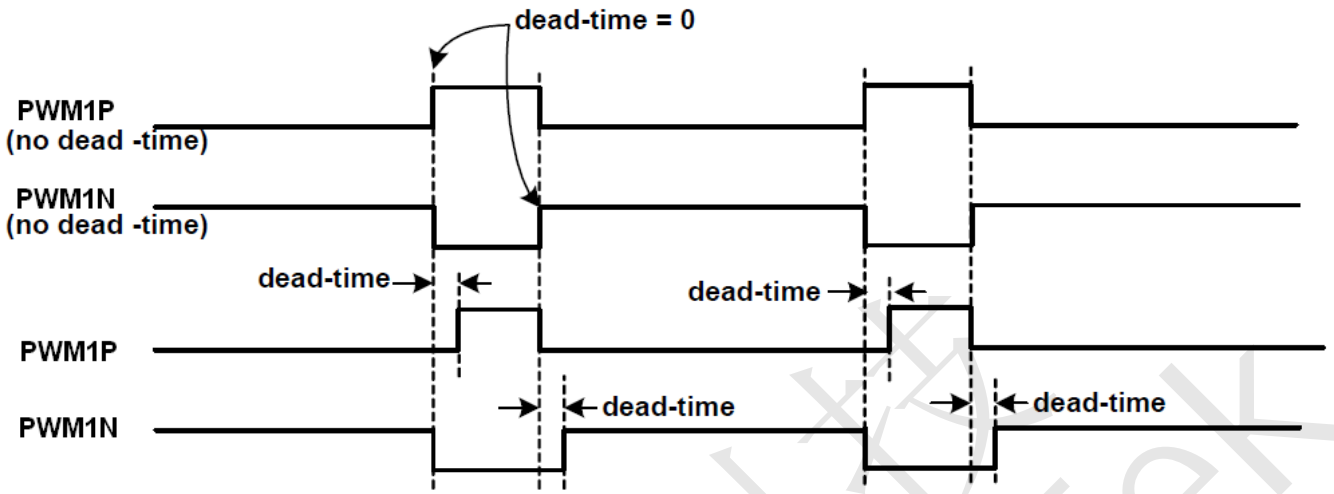 dead-time = 0
PWM1P
(no dead -time)
PWM1N
(no dead -time)
dead-time
dead-time
PWM1P
dead-time
dead-time
PWM1N